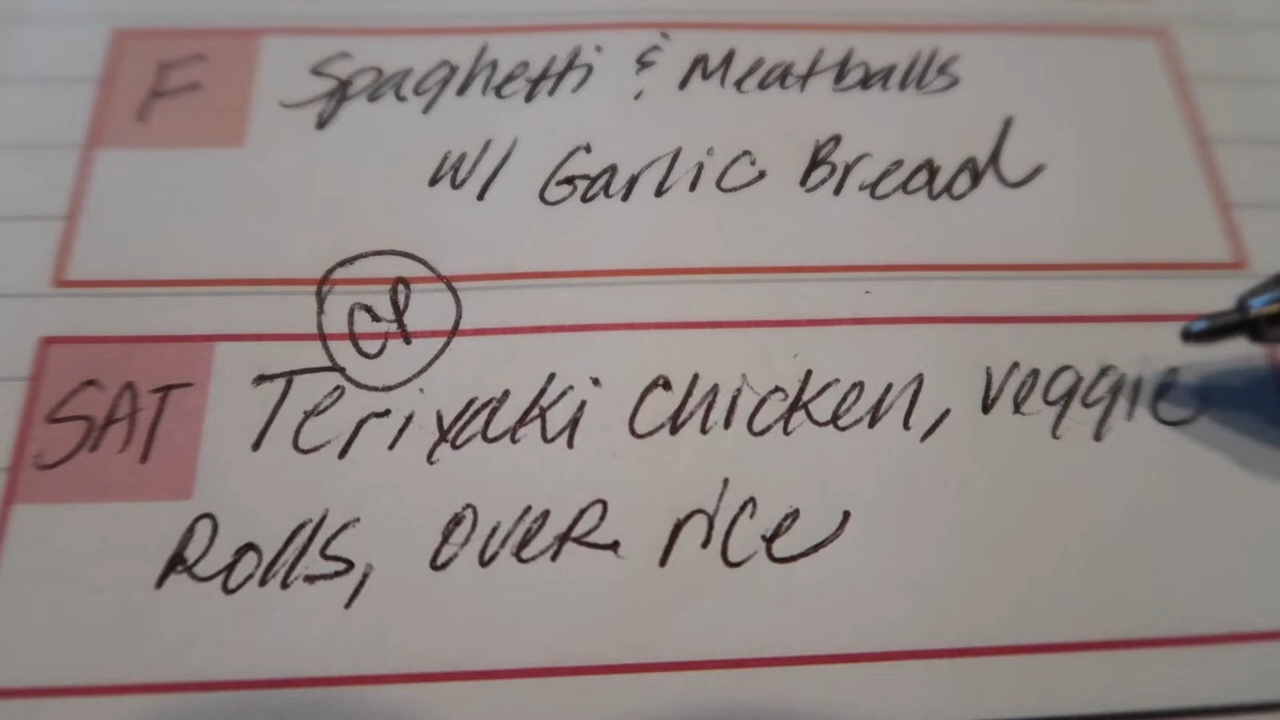 F Spaghetti & Meatballs
w/ Garlic Bread
CP
SAT Teriyaki Chicken, veggie
Rolls, over rice